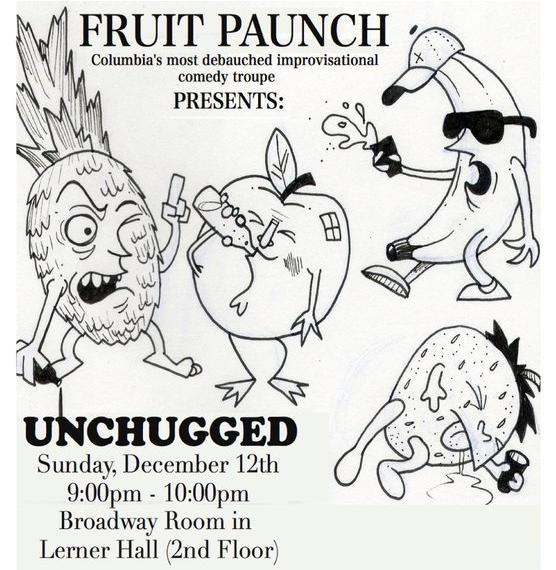 FRUIT PAUNCH
Columbia's most debauched improvisational
comedy troupe
PRESENTS:
UNCHUGGED
Sunday, December 12th
9:00pm - 10:00pm
Broadway Room in
Lerner Hall (2nd Floor)